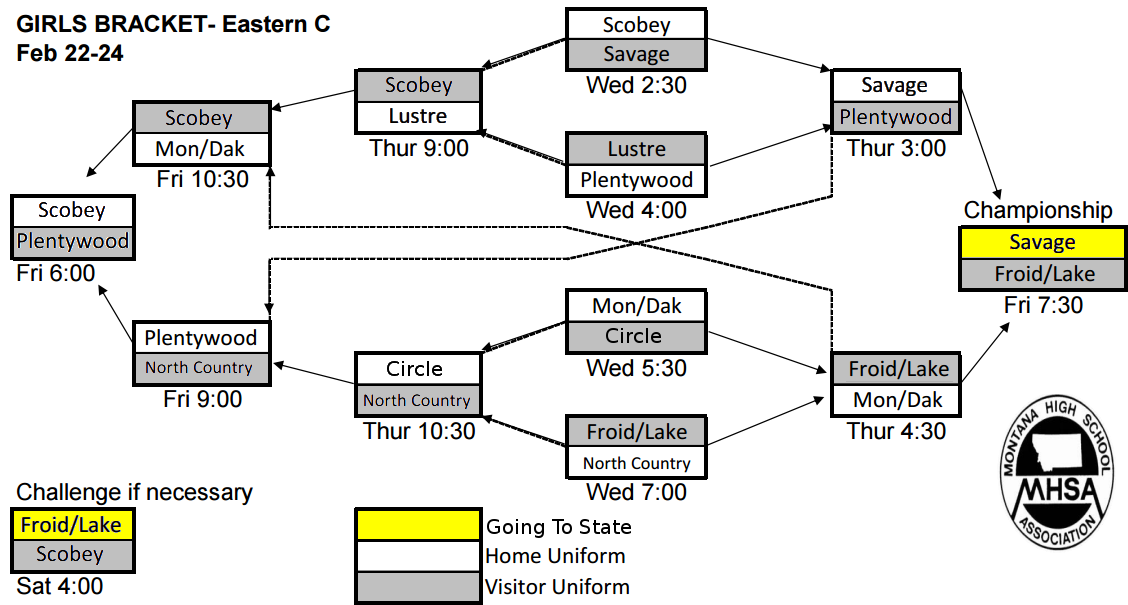 GIRLS BRACKET- Eastern C
Feb 22-24
Scobey
Savage
Wed 2:30
Scobey
Lustre
Thur 9:00
Savage
Plentywood
Thur 3:00
Scobey
Mon/Dak
Fri 10:30
Lustre
Plentywood
Wed 4:00
Scobey
Plentywood
Fri 6:00
Championship
Savage
Froid/Lake
Fri 7:30
Mon/Dak
Circle
Wed 5:30
Plentywood
North Country
Fri 9:00
Circle
North Country
Thur 10:30
Froid/Lake
Mon/Dak
Thur 4:30
Froid/Lake
North Country
Wed 7:00
Challenge if necessary
Froid/Lake
Scobey
Sat 4:00
Going To State
Home Uniform
Visitor Uniform
MONTANA HIGH SCHOOL
MHSA
ASSOCIATION